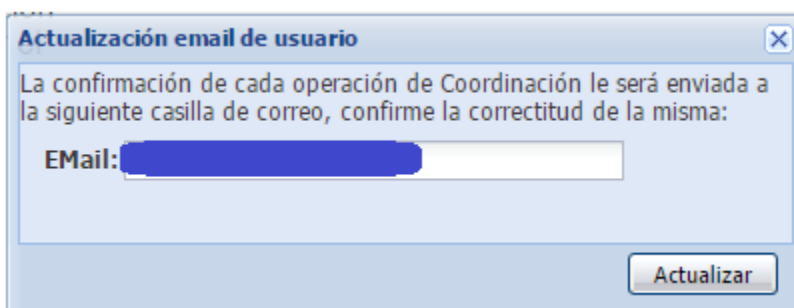 Actualización email de usuario
La confirmación de cada operación de Coordinación le será enviada a
la siguiente casilla de correo, confirme la correctitud de la misma:
EMail:
Actualizar